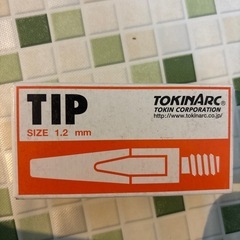 TIP
SIZE 1.2 mm
TOKINARC®
TOKIN CORPORATION
http://www.tokinarc.co.jp/